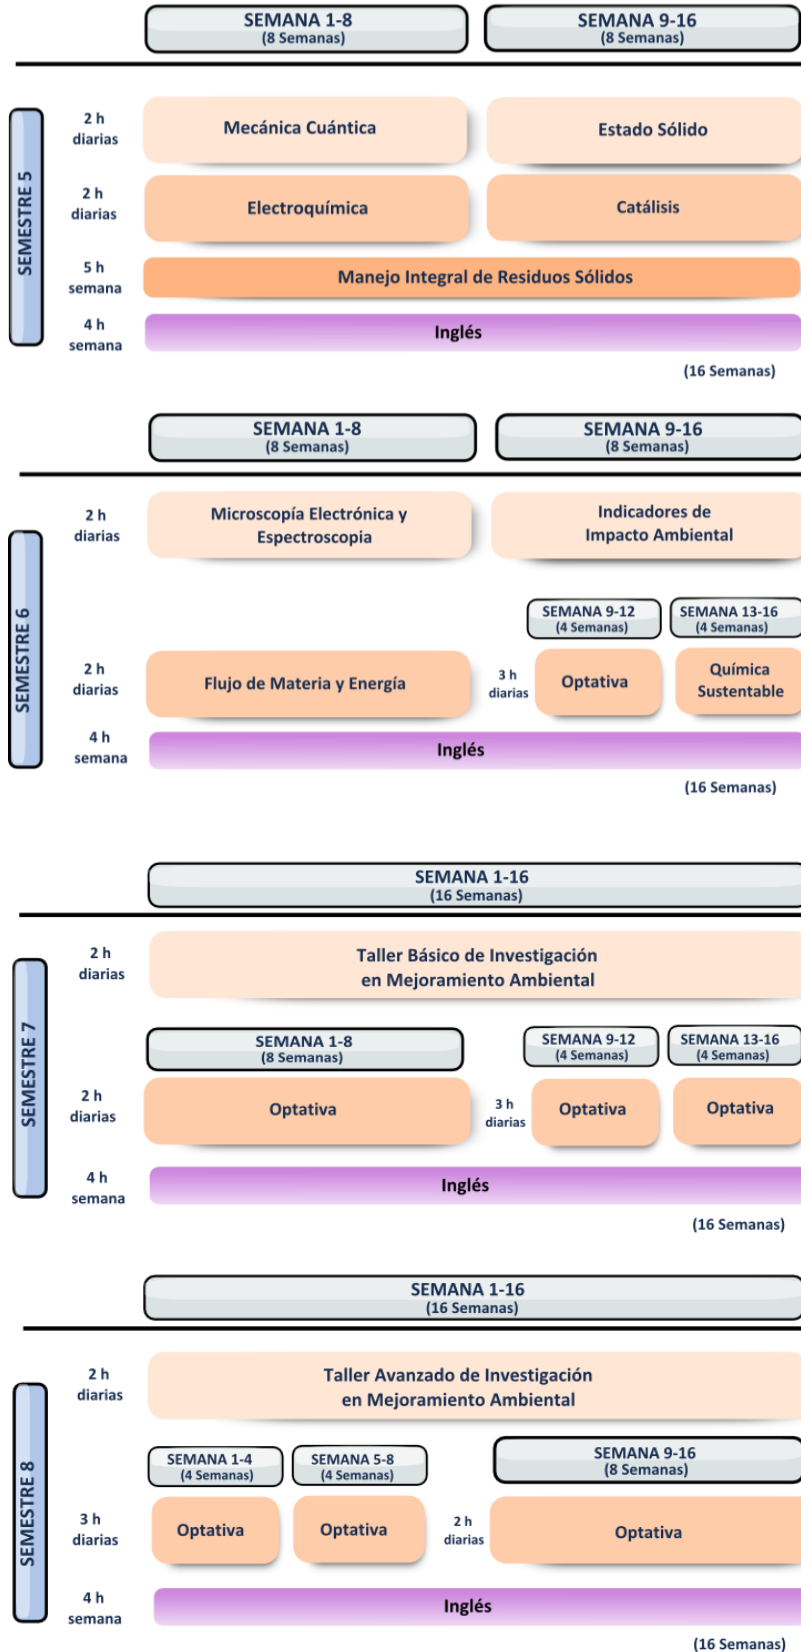 SEMANA 1-8
(8 Semanas)
SEMANA 9-16
(8 Semanas)
SEMESTRE 5
2 h
diarias
Mecánica Cuántica
Estado Sólido
2 h
diarias
Electroquímica
Catálisis
5 h
semana
Manejo Integral de Residuos Sólidos
4 h
semana
Inglés
(16 Semanas)
SEMANA 1-8
(8 Semanas)
SEMANA 9-16
(8 Semanas)
SEMESTRE 6
2 h
diarias
Microscopía Electrónica y
Espectroscopia
Indicadores de
Impacto Ambiental
SEMANA 9-12
(4 Semanas)
SEMANA 13-16
(4 Semanas)
2 h
diarias
Flujo de Materia y Energía
3 h
diarias
Optativa
Química
Sustentable
4 h
semana
Inglés
(16 Semanas)
SEMANA 1-16
(16 Semanas)
SEMESTRE 7
2 h
diarias
Taller Básico de Investigación
en Mejoramiento Ambiental
SEMANA 1-8
(8 Semanas)
SEMANA 9-12
(4 Semanas)
SEMANA 13-16
(4 Semanas)
2 h
diarias
Optativa
3 h
diarias
Optativa
Optativa
4 h
semana
Inglés
(16 Semanas)
SEMANA 1-16
(16 Semanas)
SEMESTRE 8
2 h
diarias
Taller Avanzado de Investigación
en Mejoramiento Ambiental
SEMANA 1-4
(4 Semanas)
SEMANA 5-8
(4 Semanas)
SEMANA 9-16
(8 Semanas)
3 h
diarias
Optativa
Optativa
2 h
diarias
Optativa
4 h
semana
Inglés
(16 Semanas)